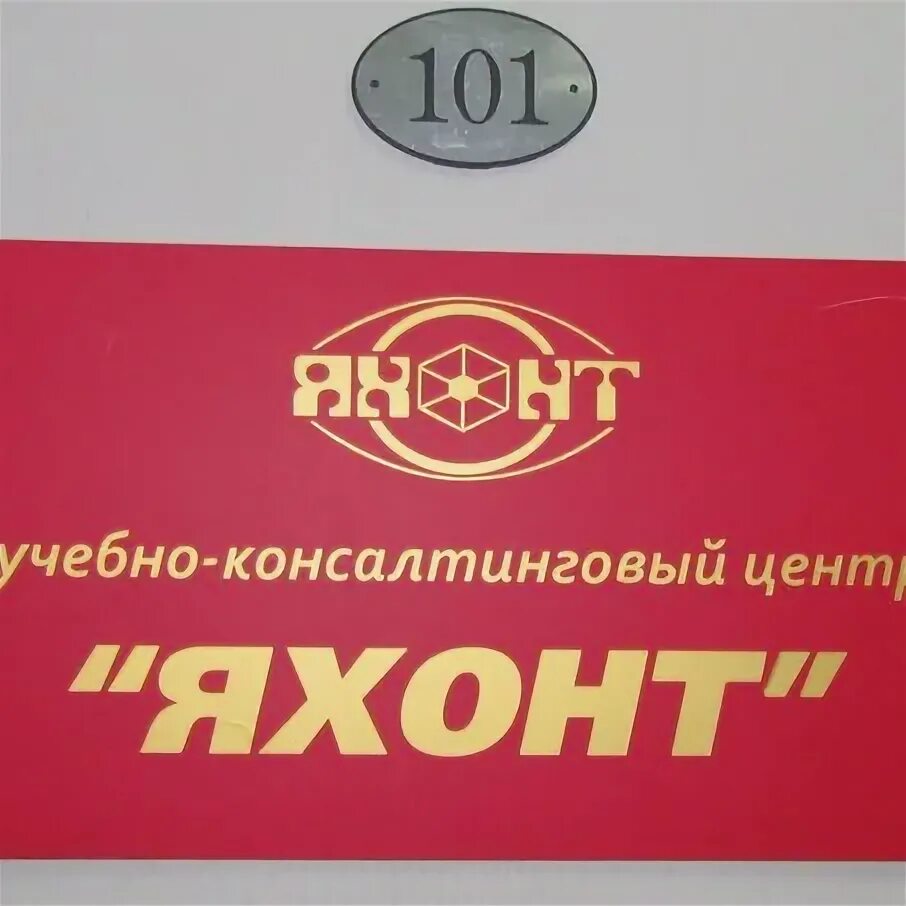 101
ЯХОНТ
учебно-консалтинговый центр
"ЯХОНТ"